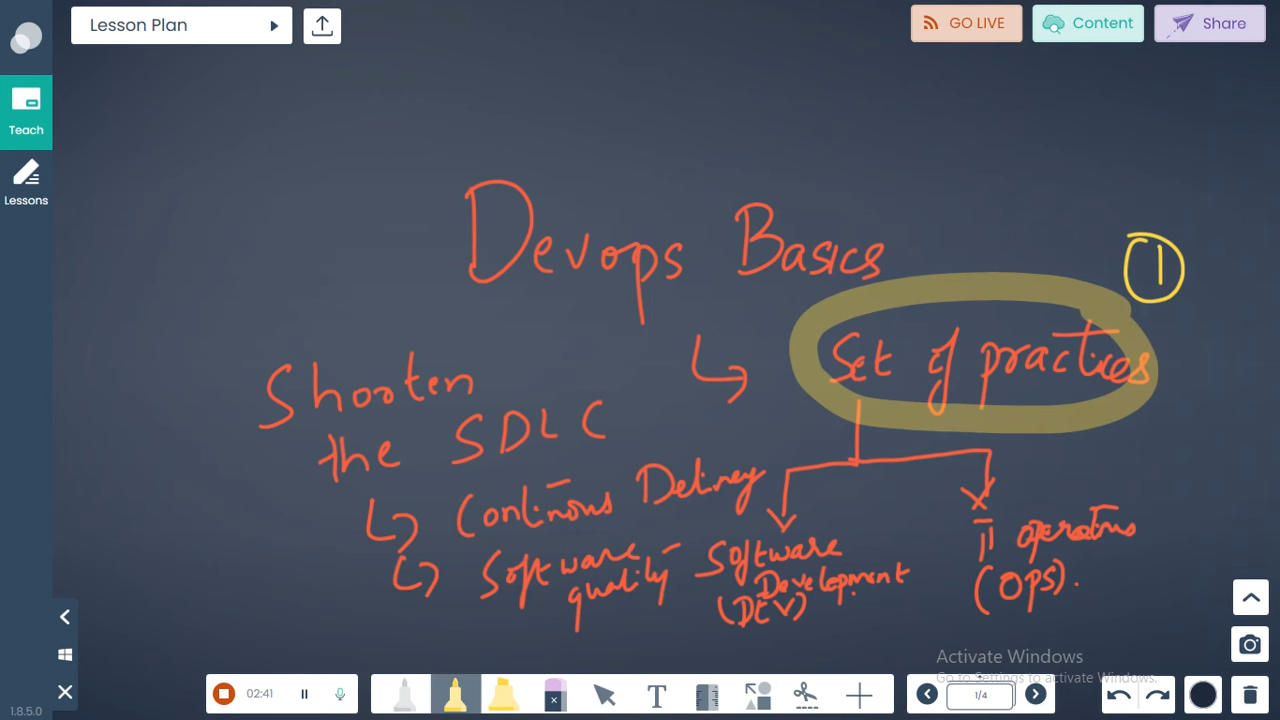 Lesson Plan
GO LIVE
Content
Share
Teach
Lessons
Devops Basics
1
Set of practices
Shorten
the SDLC
Continous Delivery
Software
quality
Software
Development
(DEV)
IT operations
(OPS).
Activate Windows
Go to Settings to activate Windows.
02:41
T
1/4
1.8.5.0